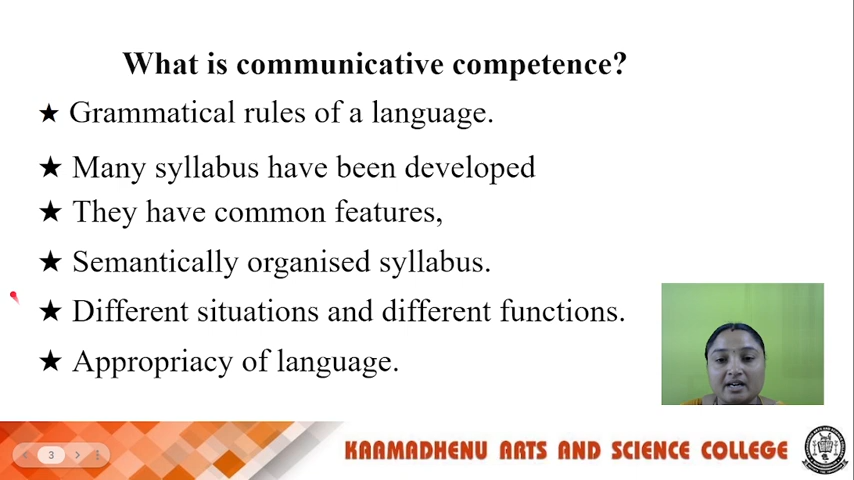 What is communicative competence?
★ Grammatical rules of a language.
★ Many syllabus have been developed
★ They have common features,
★ Semantically organised syllabus.
★ Different situations and different functions.
★ Appropriacy of language.
3
KAAMADHENU ARTS AND SCIENCE COLLEGE